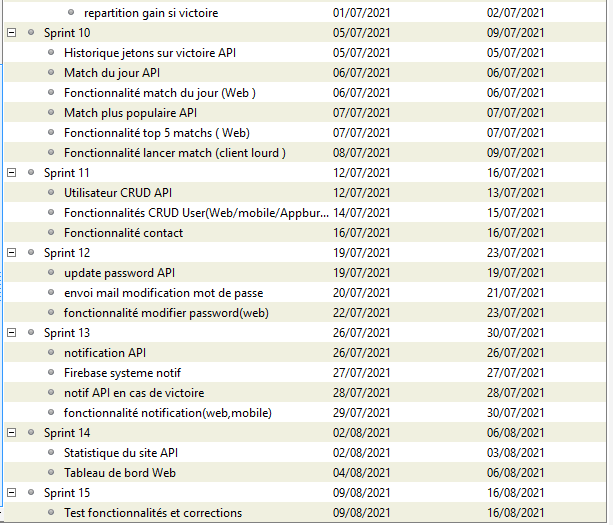 repartition gain si victoire 01/07/2021 02/07/2021
Sprint 10 05/07/2021 09/07/2021
Historique jetons sur victoire API 05/07/2021 05/07/2021
Match du jour API 06/07/2021 06/07/2021
Fonctionnalité match du jour (Web ) 06/07/2021 06/07/2021
Match plus populaire API 07/07/2021 07/07/2021
Fonctionnalité top 5 matchs ( Web) 07/07/2021 07/07/2021
Fonctionnalité lancer match (client lourd ) 08/07/2021 09/07/2021
Sprint 11 12/07/2021 16/07/2021
Utilisateur CRUD API 12/07/2021 13/07/2021
Fonctionnalités CRUD User(Web/mobile/Appbur... 14/07/2021 15/07/2021
Fonctionnalité contact 16/07/2021 16/07/2021
Sprint 12 19/07/2021 23/07/2021
update password API 19/07/2021 19/07/2021
envoi mail modification mot de passe 20/07/2021 21/07/2021
fonctionnalité modifier password(web) 22/07/2021 23/07/2021
Sprint 13 26/07/2021 30/07/2021
notification API 26/07/2021 26/07/2021
Firebase systeme notif 27/07/2021 27/07/2021
notif API en cas de victoire 28/07/2021 28/07/2021
fonctionnalité notification(web,mobile) 29/07/2021 30/07/2021
Sprint 14 02/08/2021 06/08/2021
Statistique du site API 02/08/2021 03/08/2021
Tableau de bord Web 04/08/2021 06/08/2021
Sprint 15 09/08/2021 16/08/2021
Test fonctionnalités et corrections 09/08/2021 16/08/2021